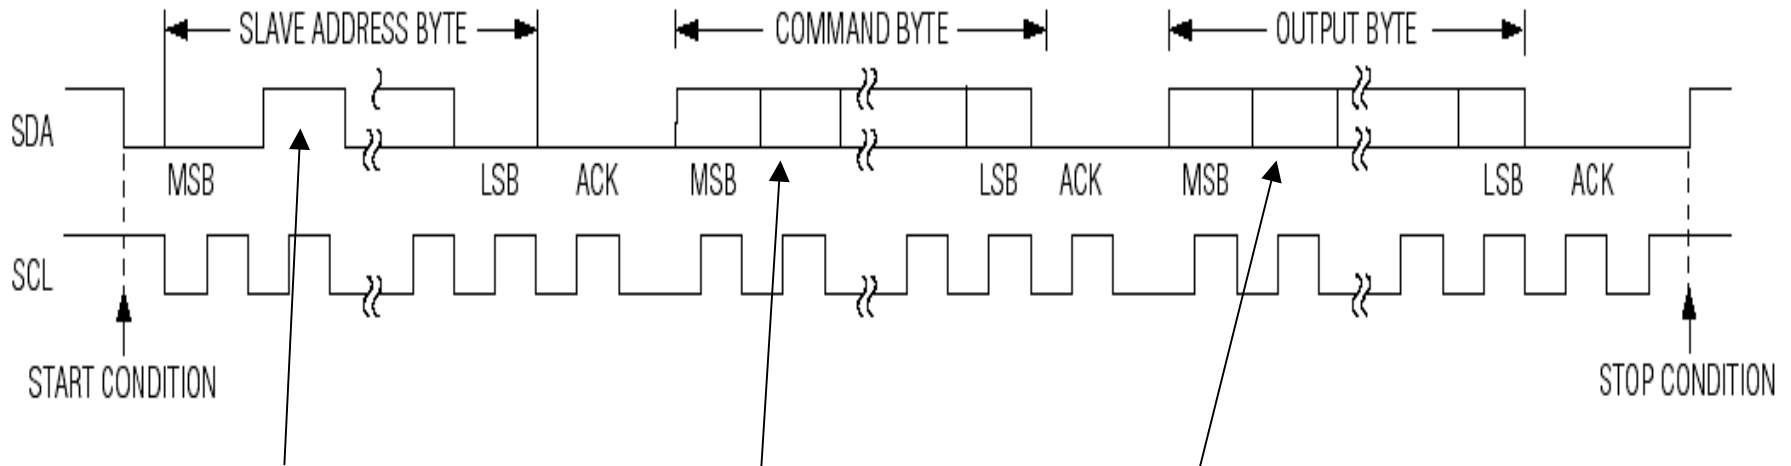 SLAVE ADDRESS BYTE COMMAND BYTE OUTPUT BYTE
SDA
MSB LSB ACK MSB LSB ACK MSB LSB ACK
SCL
START CONDITION STOP CONDITION